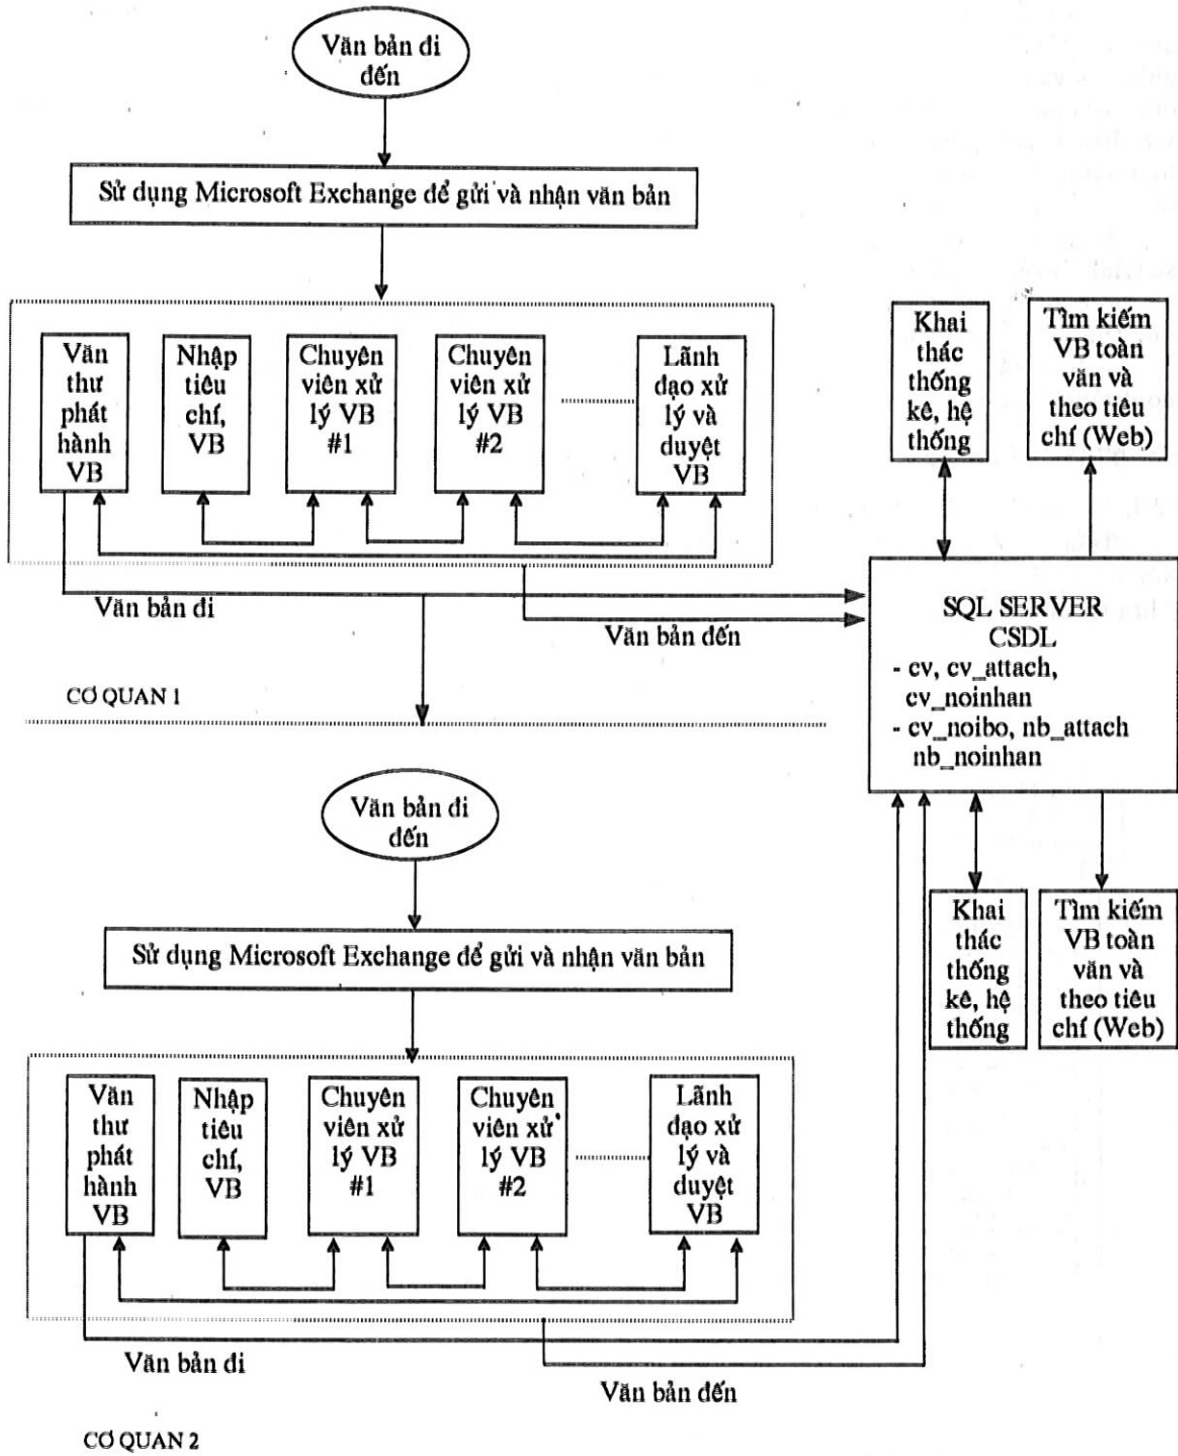 Văn bản đi
đến
Sử dụng Microsoft Exchange để gửi và nhận văn bản
Văn
thư
phát
hành
VB
Nhập
tiêu
chí,
VB
Chuyên
viên xử
lý VB
#1
Chuyên
viên xử
lý VB
#2
Lãnh
đạo xử
lý và
duyệt
VB
Khai
thác
thống
kê, hệ
thống
Tìm kiếm
VB toàn
văn và
theo tiêu
chí (Web)
Văn bản đi
Văn bản đến
SQL SERVER
CSDL
- cv, cv_attach,
cv_noinhan
- cv_noibo, nb_attach
nb_noinhan
CƠ QUAN 1
Văn bản đi
đến
Sử dụng Microsoft Exchange để gửi và nhận văn bản
Khai
thác
thống
kê, hệ
thống
Tìm kiếm
VB toàn
văn và
theo tiêu
chí (Web)
Văn
thư
phát
hành
VB
Nhập
tiêu
chí,
VB
Chuyên
viên xử
lý VB
#1
Chuyên
viên xử
lý VB
#2
Lãnh
đạo xử
lý và
duyệt
VB
Văn bản đi
Văn bản đến
CƠ QUAN 2